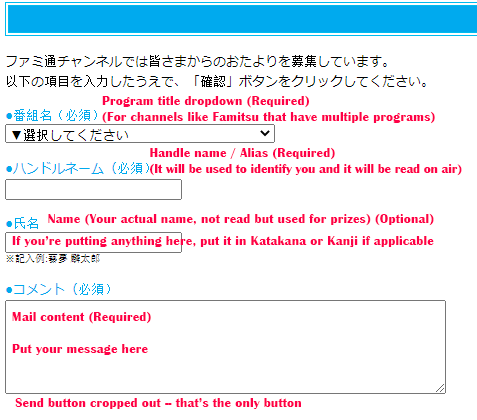 ファミ通チャンネルでは皆さまからのおたよりを募集しています。
以下の項目を入力したうえで、「確認」ボタンをクリックしてください。
Program title dropdown (Required)
●番組名（必須）(For channels like Famitsu that have multiple programs)
▼選択してください
Handle name / Alias (Required)
●ハンドルネーム（必須）(It will be used to identify you and it will be read on air)
●氏名 Name (Your actual name, not read but used for prizes) (Optional)
If you're putting anything here, put it in Katakana or Kanji if applicable
※記入例:蓁夢 麟太郎
●コメント（必須）
Mail content (Required)
Put your message here
Send button cropped out -- that's the only button